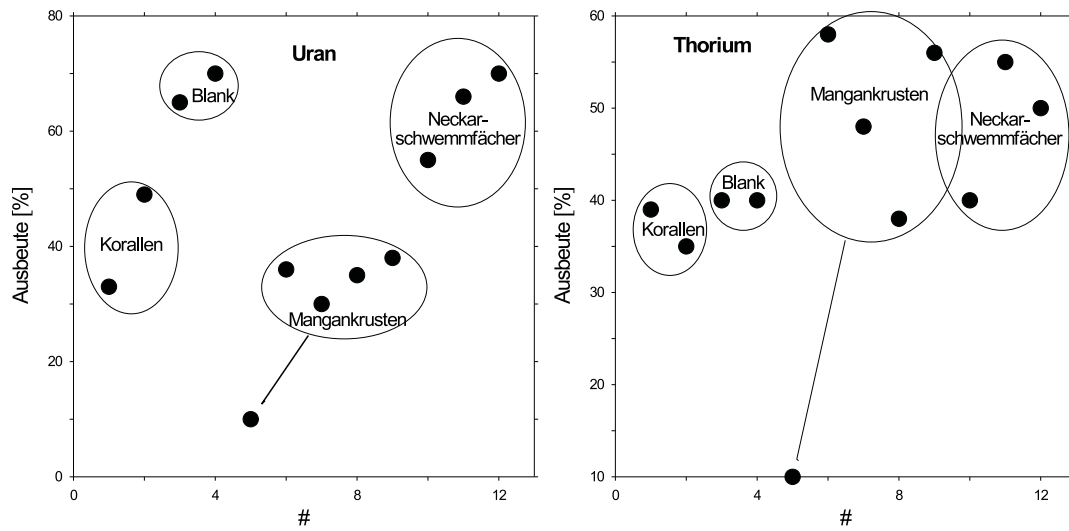 80
60
40
20
0
Ausbeute [%]
Uran
Blank
Neckar-
schwemmfächer
Korallen
Mangankrusten
0
4
8
12
#
60
50
40
30
20
10
Ausbeute [%]
Thorium
Mangankrusten
Neckar-
schwemmfächer
Blank
Korallen
0
4
8
12
#